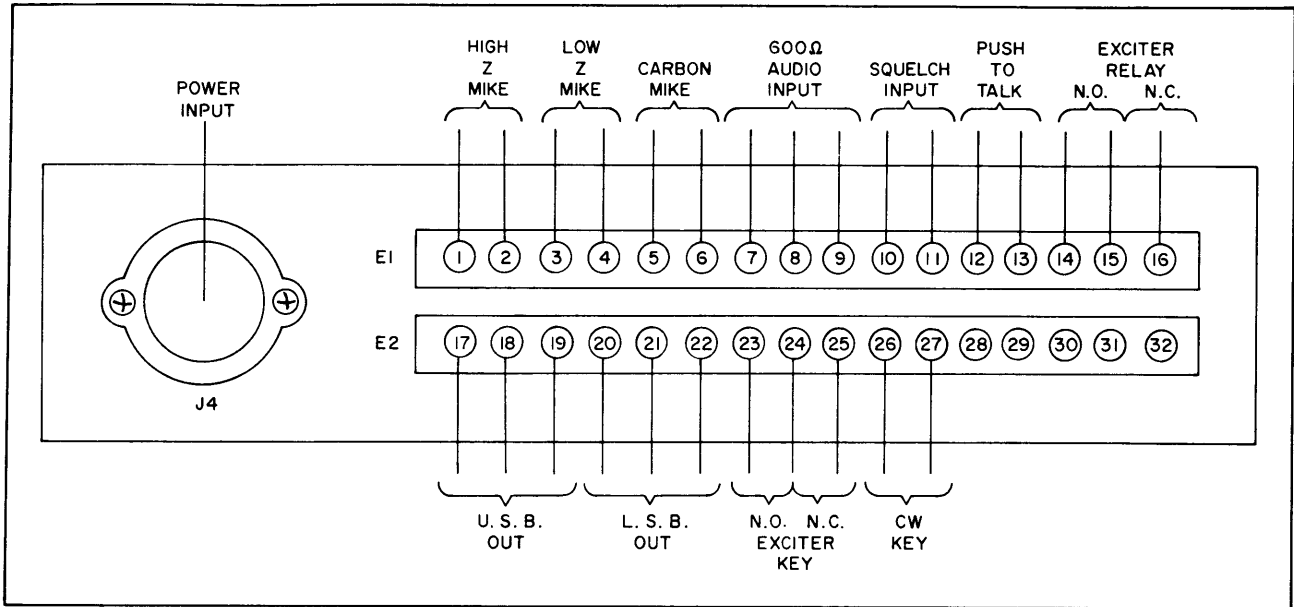 POWER
INPUT
HIGH
Z
MIKE
LOW
Z
MIKE
CARBON
MIKE
600Ω
AUDIO
INPUT
SQUELCH
INPUT
PUSH
TO
TALK
EXCITER
RELAY
N.O. N.C.
E1 1 2 3 4 5 6 7 8 9 10 11 12 13 14 15 16
E2 17 18 19 20 21 22 23 24 25 26 27 28 29 30 31 32
J4
U. S. B.
OUT
L. S. B.
OUT
N.O. N.C.
EXCITER
KEY
CW
KEY